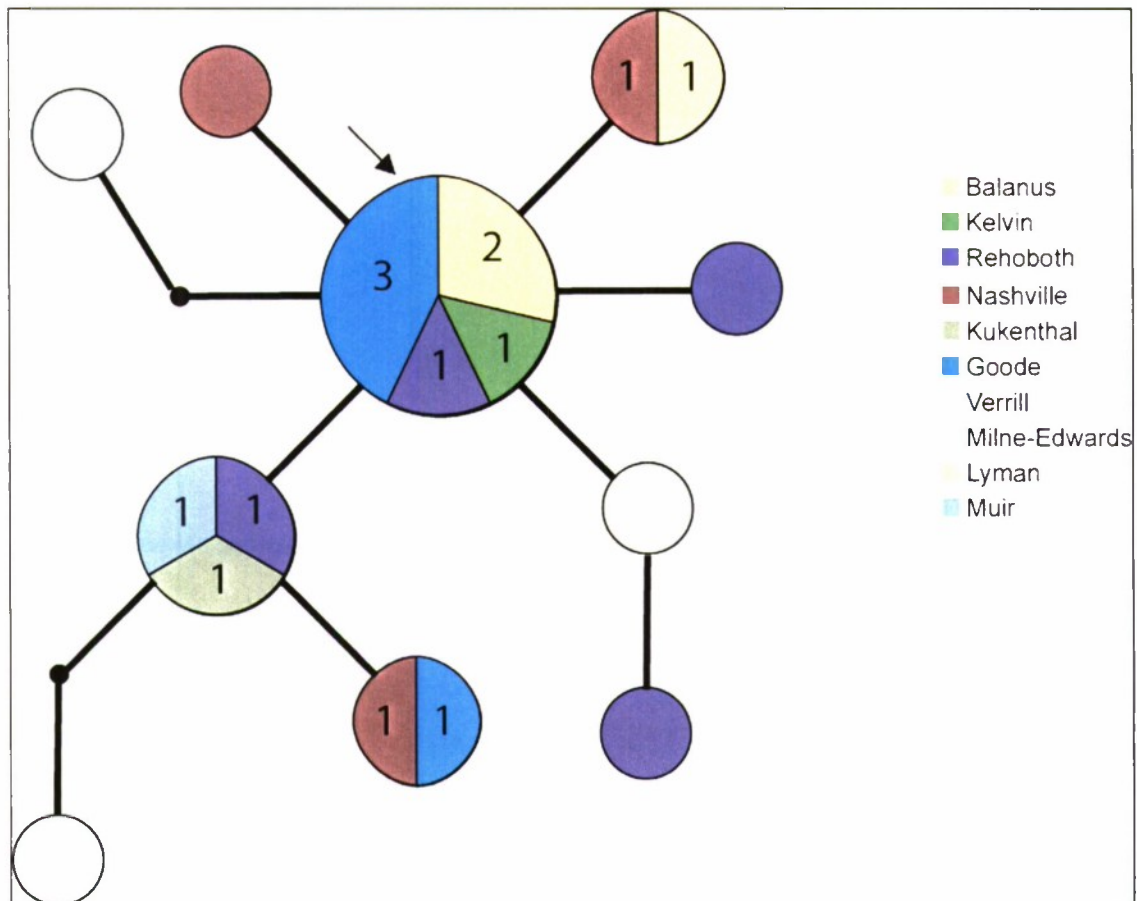 1 1
3
2
1
1
1 1
1
1 1
Balanus
Kelvin
Rehoboth
Nashville
Kukenthal
Goode
Verrill
Milne-Edwards
Lyman
Muir